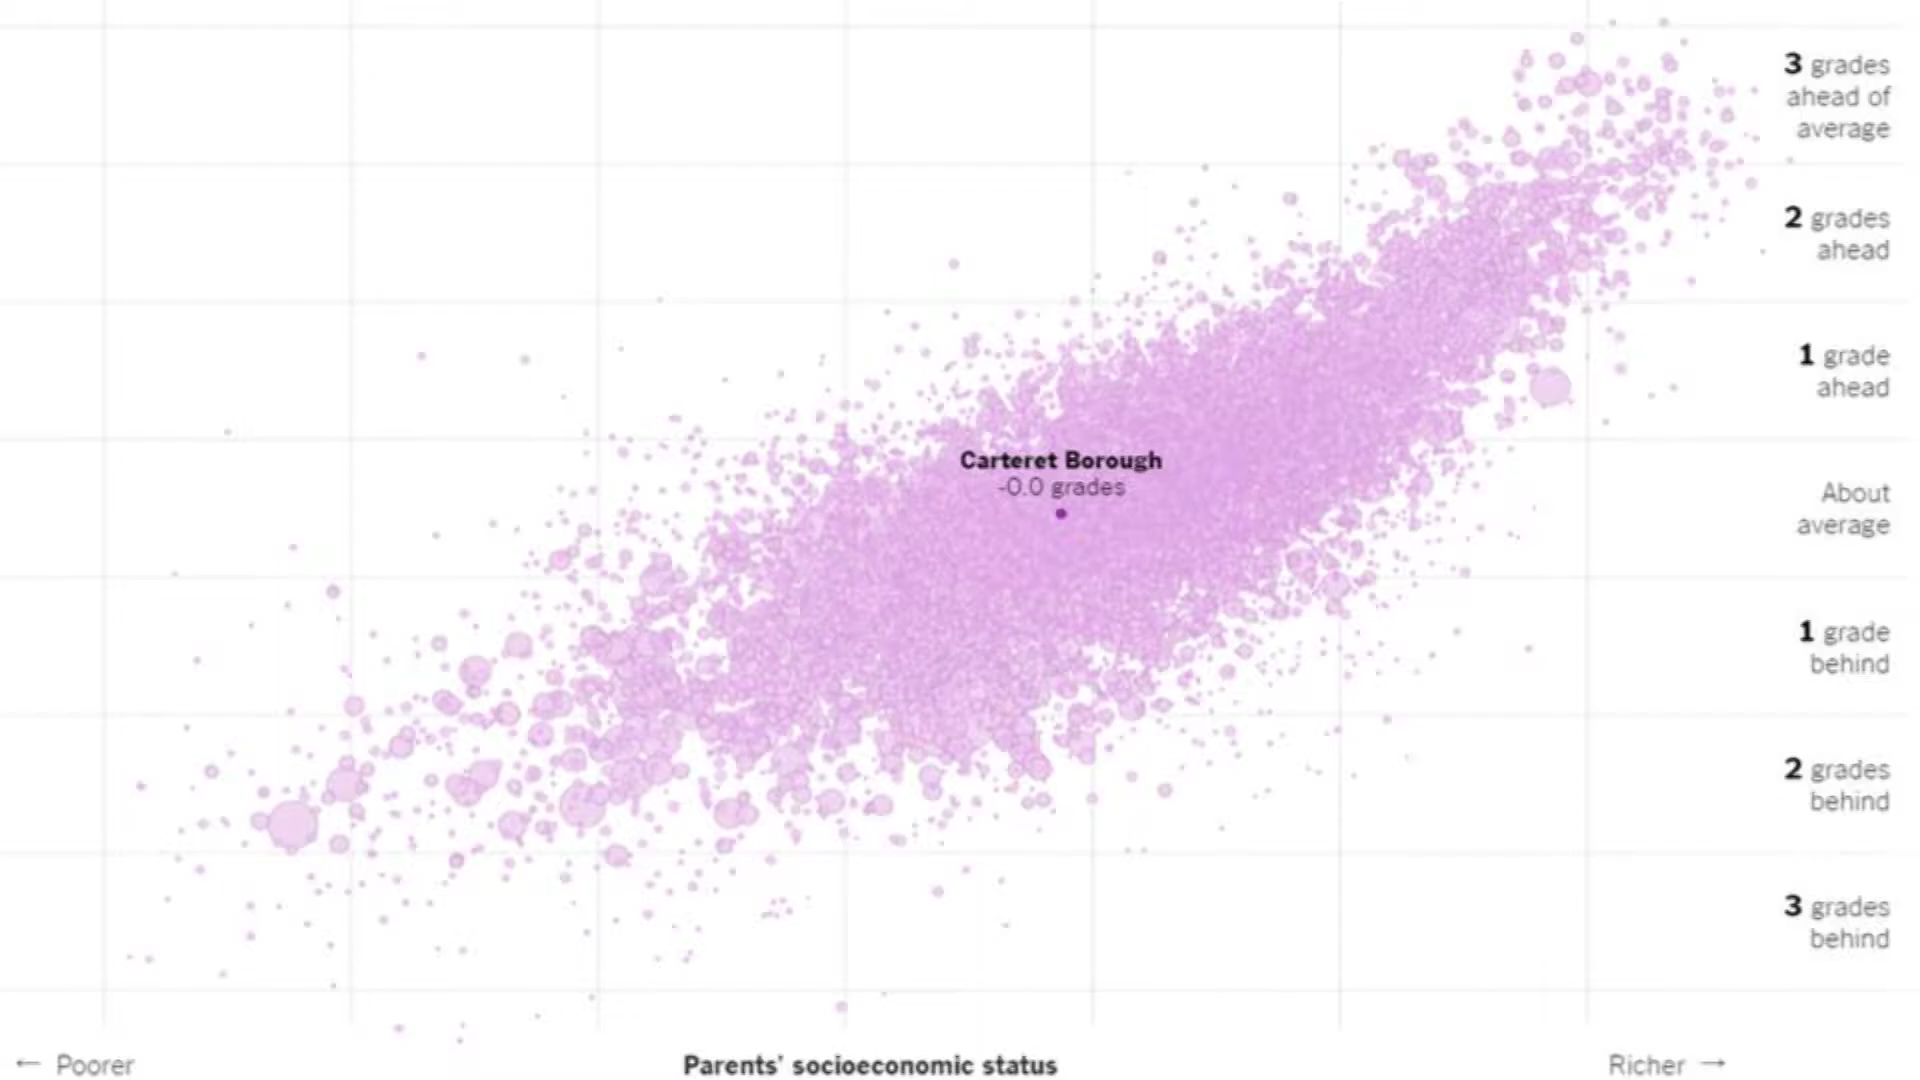 3 grades
ahead of
average
2 grades
ahead
1 grade
ahead
Carteret Borough
-0.0 grades
About
average
1 grade
behind
2 grades
behind
3 grades
behind
← Poorer
Parents' socioeconomic status
Richer →